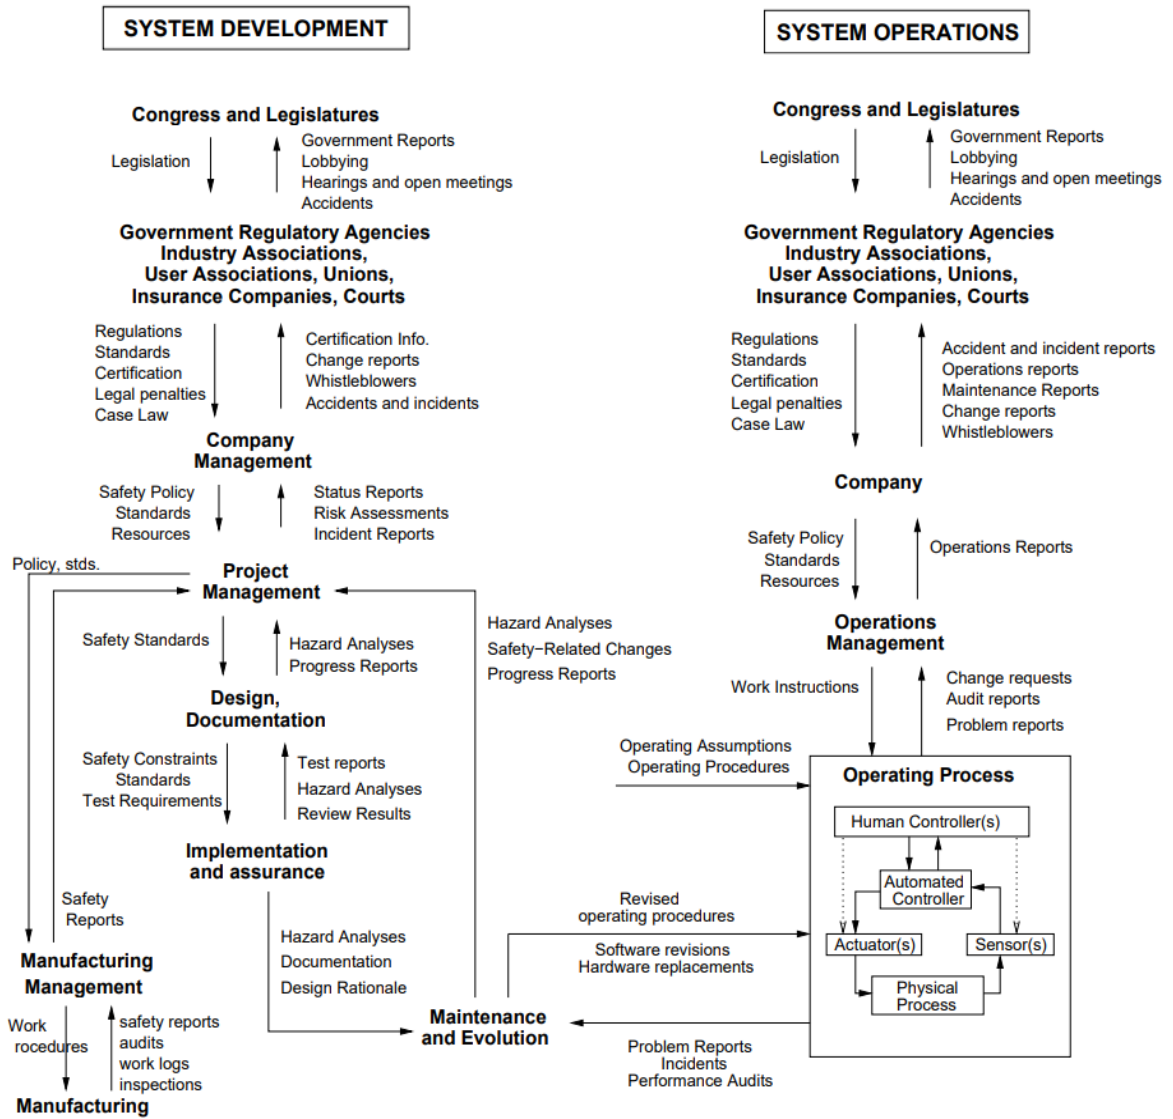 SYSTEM DEVELOPMENT
Congress and Legislatures
Legislation
Government Reports
Lobbying
Hearings and open meetings
Accidents
Government Regulatory Agencies
Industry Associations,
User Associations, Unions,
Insurance Companies, Courts
Regulations
Standards
Certification
Legal penalties
Case Law
Certification Info.
Change reports
Whistleblowers
Accidents and incidents
Company
Management
Safety Policy
Standards
Resources
Status Reports
Risk Assessments
Incident Reports
Policy, stds.
Project
Management
Safety Standards
Hazard Analyses
Progress Reports
Hazard Analyses
Safety-Related Changes
Progress Reports
Design,
Documentation
Safety Constraints
Standards
Test Requirements
Test reports
Hazard Analyses
Review Results
Implementation
and assurance
Safety
Reports
Hazard Analyses
Documentation
Design Rationale
Manufacturing
Management
Work
rocedures
safety reports
audits
work logs
inspections
Manufacturing
Maintenance
and Evolution
SYSTEM OPERATIONS
Congress and Legislatures
Legislation
Government Reports
Lobbying
Hearings and open meetings
Accidents
Government Regulatory Agencies
Industry Associations,
User Associations, Unions,
Insurance Companies, Courts
Regulations
Standards
Certification
Legal penalties
Case Law
Accident and incident reports
Operations reports
Maintenance Reports
Change reports
Whistleblowers
Company
Safety Policy
Standards
Resources
Operations Reports
Operations
Management
Work Instructions
Change requests
Audit reports
Problem reports
Operating Assumptions
Operating Procedures
Operating Process
Human Controller(s)
Automated
Controller
Actuator(s)
Sensor(s)
Physical
Process
Revised
operating procedures
Software revisions
Hardware replacements
Problem Reports
Incidents
Performance Audits